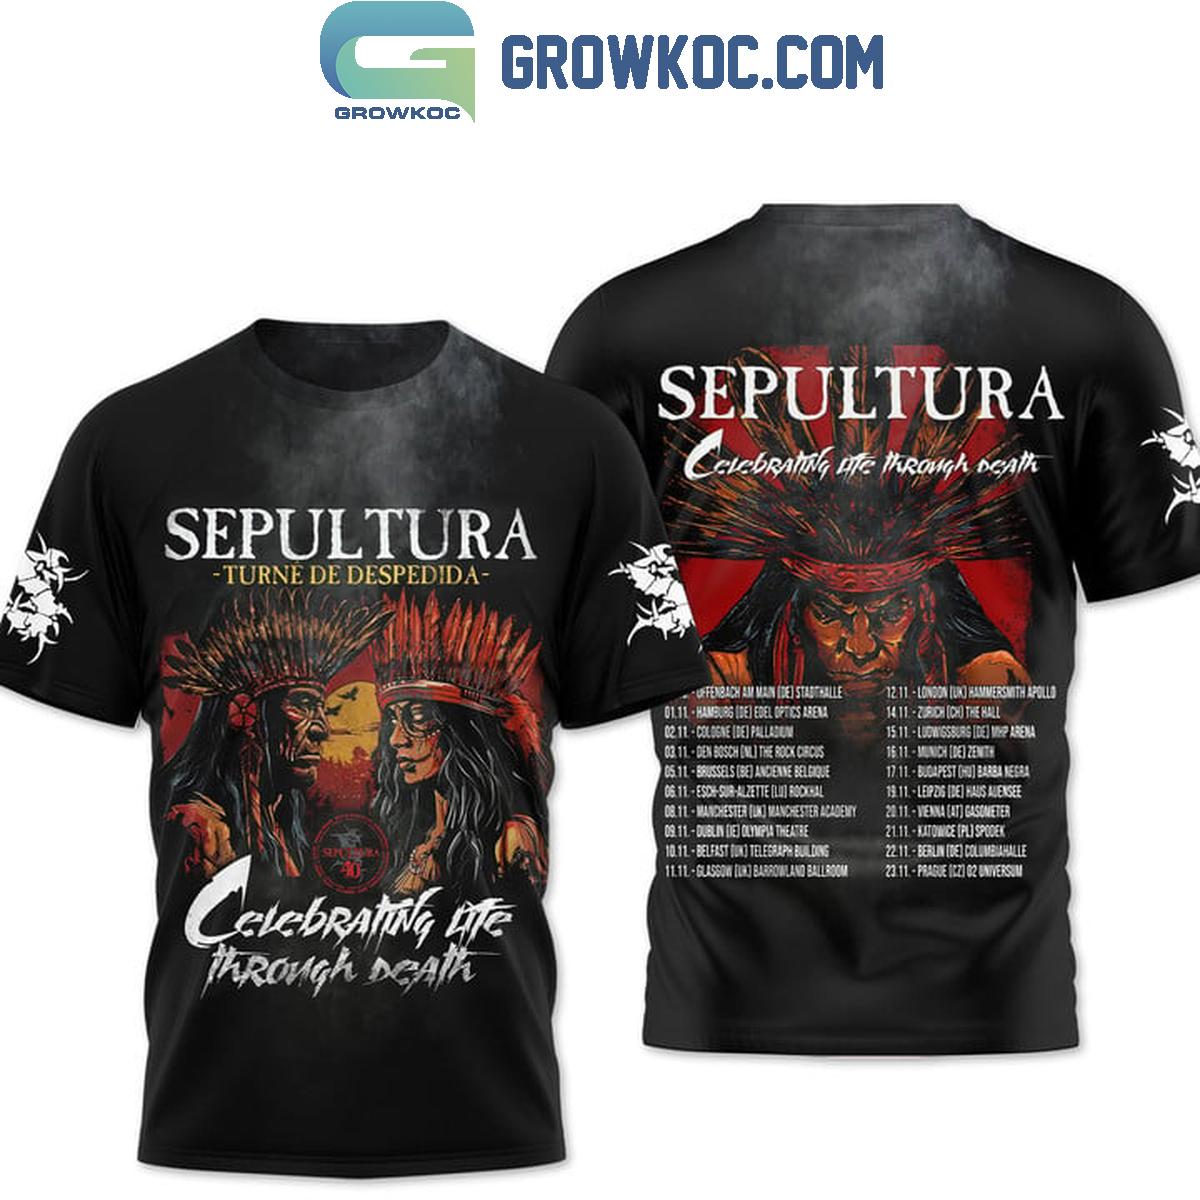 GROWKOC
GROWKOC.COM
SEPULTURA
-TURNÊ DE DESPEDIDA-
SEPULTURA
40
Celebrating life
through death
SEPULTURA
Celebrating life through death
OFFENBACH AM MAIN (DE) STADTHALLE
01.11. - HAMBURG (DE) EDEL OPTICS ARENA
02.11. - COLOGNE (DE) PALLADIUM
03.11. - DEN BOSCH (NL) THE ROCK CIRCUS
05.11. - BRUSSELS (BE) ANCIENNE BELGIQUE
06.11. - ESCH-SUR-ALZETTE (LU) ROCKHAL
08.11. - MANCHESTER (UK) MANCHESTER ACADEMY
09.11. - DUBLIN (IE) OLYMPIA THEATRE
10.11. - BELFAST (UK) TELEGRAPH BUILDING
11.11. - GLASGOW (UK) BARROWLAND BALLROOM
12.11. - LONDON (UK) HAMMERSMITH APOLLO
14.11. - ZURICH (CH) THE HALL
15.11. - LUDWIGSBURG (DE) MHP ARENA
16.11. - MUNICH (DE) ZENITH
17.11. - BUDAPEST (HU) BARBA NEGRA
19.11. - LEIPZIG (DE) HAUS AUENSEE
20.11. - VIENNA (AT) GASOMETER
21.11. - KATOWICE (PL) SPODEK
22.11. - BERLIN (DE) COLUMBIAHALLE
23.11. - PRAGUE (CZ) O2 UNIVERSUM